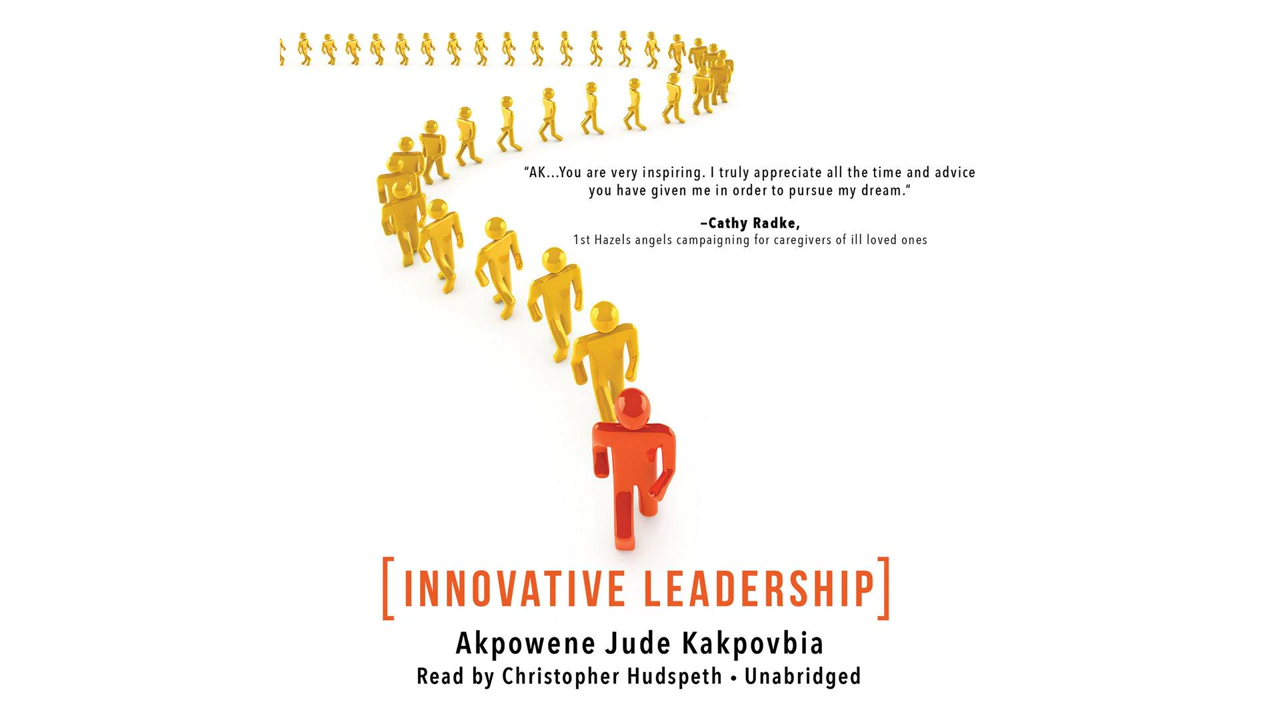 “AK...You are very inspiring. I truly appreciate all the time and advice
you have given me in order to pursue my dream.”
–Cathy Radke,
1st Hazels angels campaigning for caregivers of ill loved ones
[INNOVATIVE LEADERSHIP]
Akpowene Jude Kakpovbia
Read by Christopher Hudspeth • Unabridged